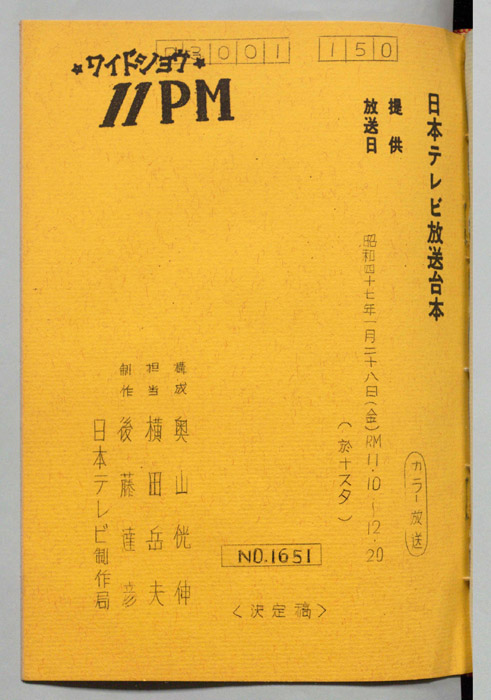 日本テレビ放送台本
提供
放送日
昭和四十七年一月二十八日(金)PM11.10〜12.20
(於十スタ)
カラー放送
3001 150
★ワイドショウ★
11PM
NO.1651
<決定稿>
構成 奥山侊伸
担当 横田岳夫
制作 後藤達彦
日本テレビ制作局